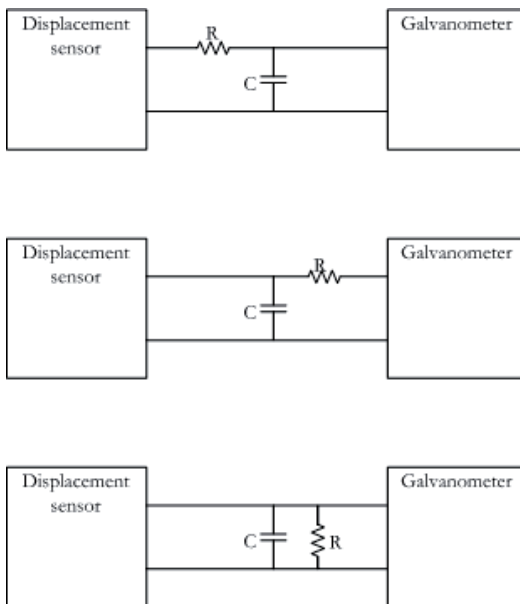 Displacement
sensor
R
C
Galvanometer
Displacement
sensor
R
C
Galvanometer
Displacement
sensor
C
R
Galvanometer